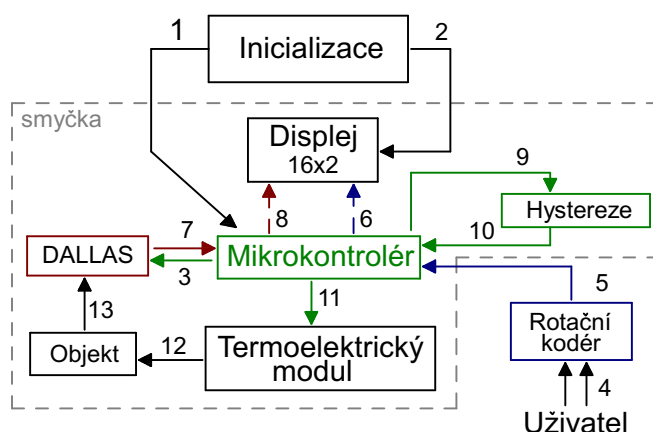 1
Inicializace
2
smyčka
Displej
16x2
9
8
6
Hystereze
10
7
DALLAS
Mikrokontrolér
3
11
5
13
Objekt
12
Termoelektrický
modul
Rotační
kodér
4
Uživatel